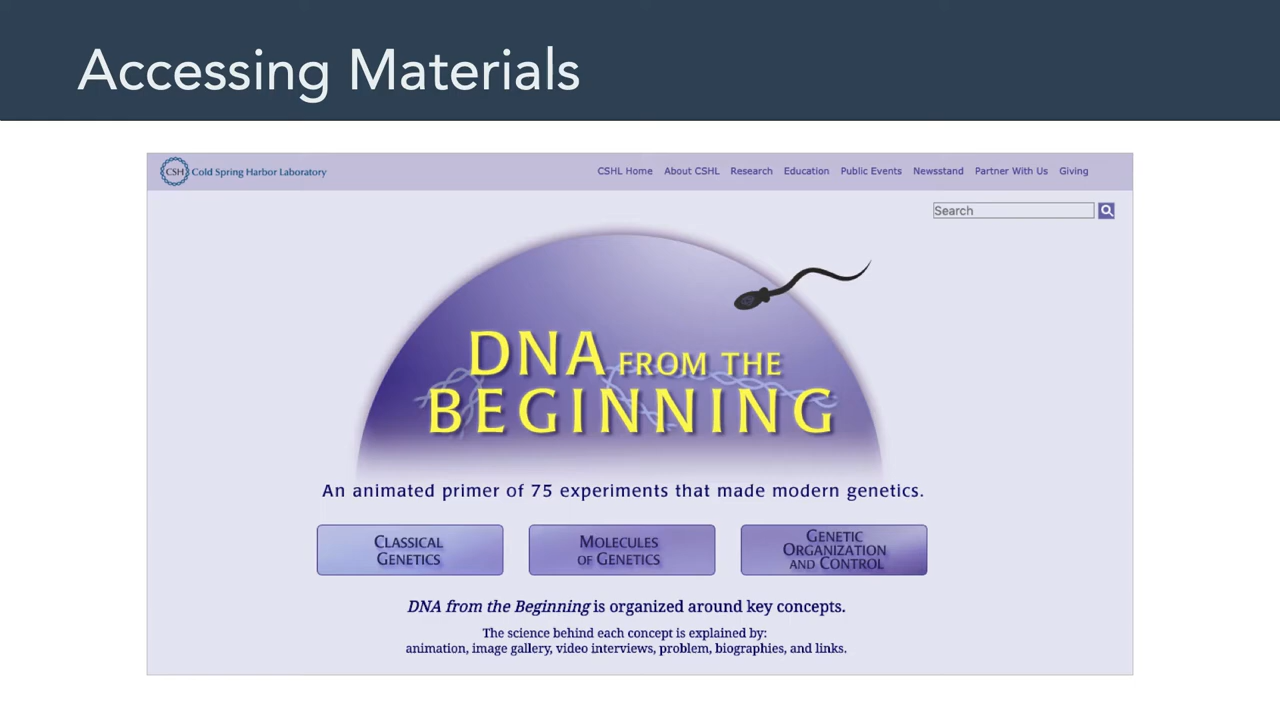 Accessing Materials
CSH Cold Spring Harbor Laboratory
CSHL Home About CSHL Research Education Public Events Newsstand Partner With Us Giving
Search
DNA FROM THE
BEGINNING
An animated primer of 75 experiments that made modern genetics.
CLASSICAL
GENETICS
MOLECULES
OF GENETICS
GENETIC
ORGANIZATION
AND CONTROL
DNA from the Beginning is organized around key concepts.
The science behind each concept is explained by:
animation, image gallery, video interviews, problem, biographies, and links.